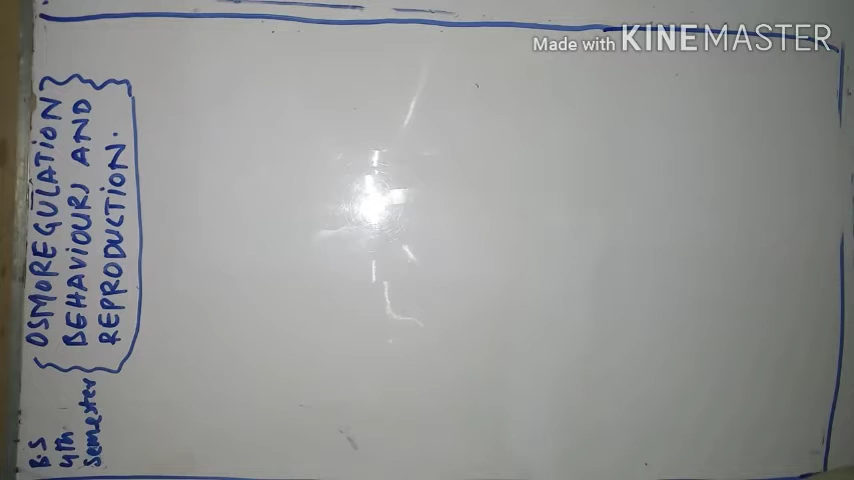 Made with KINEMASTER
{ OSMOREGULATION }
{ BEHAVIOUR, AND }
{ REPRODUCTION. }
B.S
4th
Semester